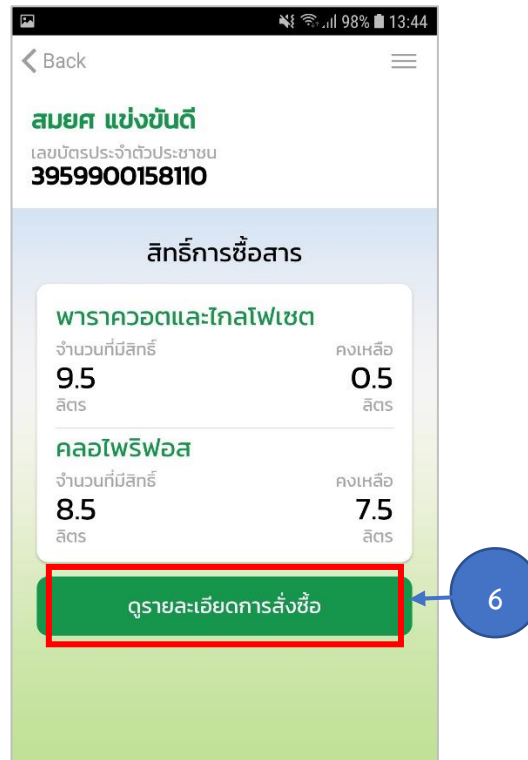 98% 13:44
Back
สมยศ แข่งขันดี
เลขบัตรประจำตัวประชาชน
3959900158110
สิทธิ์การซื้อสาร
พาราควอตและไกลโฟเซต
จำนวนที่มีสิทธิ์ คงเหลือ
9.5 0.5
ลิตร ลิตร
คลอไพริฟอส
จำนวนที่มีสิทธิ์ คงเหลือ
8.5 7.5
ลิตร ลิตร
ดูรายละเอียดการสั่งซื้อ 6